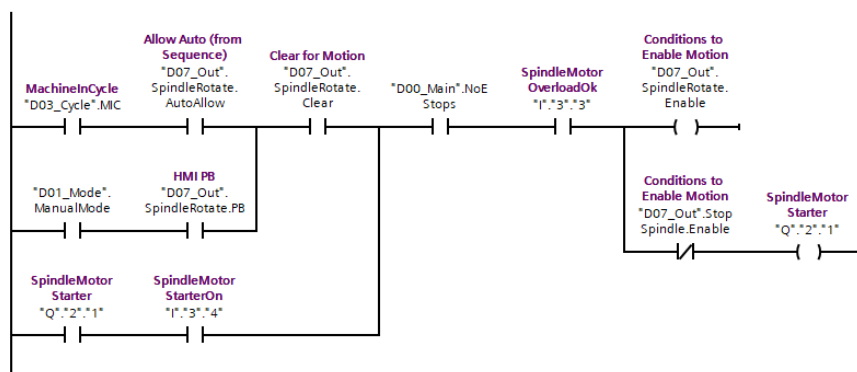 Allow Auto (from
Sequence)
"D07_Out".
SpindleRotate.
AutoAllow
Clear for Motion
"D07_Out".
SpindleRotate.
Clear
Conditions to
Enable Motion
"D07_Out".
SpindleRotate.
Enable
MachineInCycle
"D03_Cycle".MIC
"D00_Main".NoE
Stops
SpindleMotor
OverloadOk
"I"."3"."3"
"D01_Mode".
ManualMode
HMI PB
"D07_Out".
SpindleRotate.PB
Conditions to
Enable Motion
"D07_Out".Stop
Spindle.Enable
SpindleMotor
Starter
"Q"."2"."1"
SpindleMotor
Starter
"Q"."2"."1"
SpindleMotor
StarterOn
"I"."3"."4"